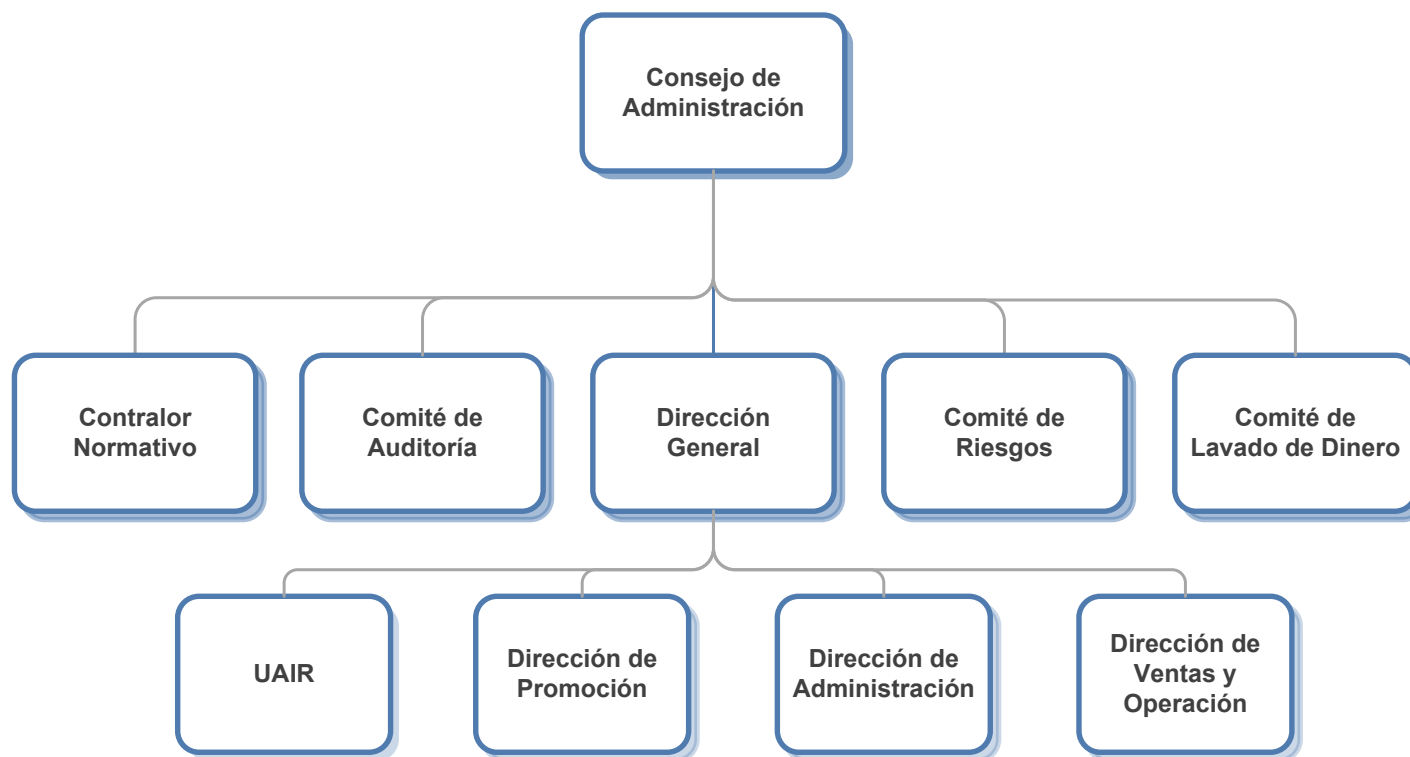 Consejo de
Administración
Contralor
Normativo
Comité de
Auditoría
Dirección
General
Comité de
Riesgos
Comité de
Lavado de Dinero
UAIR
Dirección de
Promoción
Dirección de
Administración
Dirección de
Ventas y
Operación